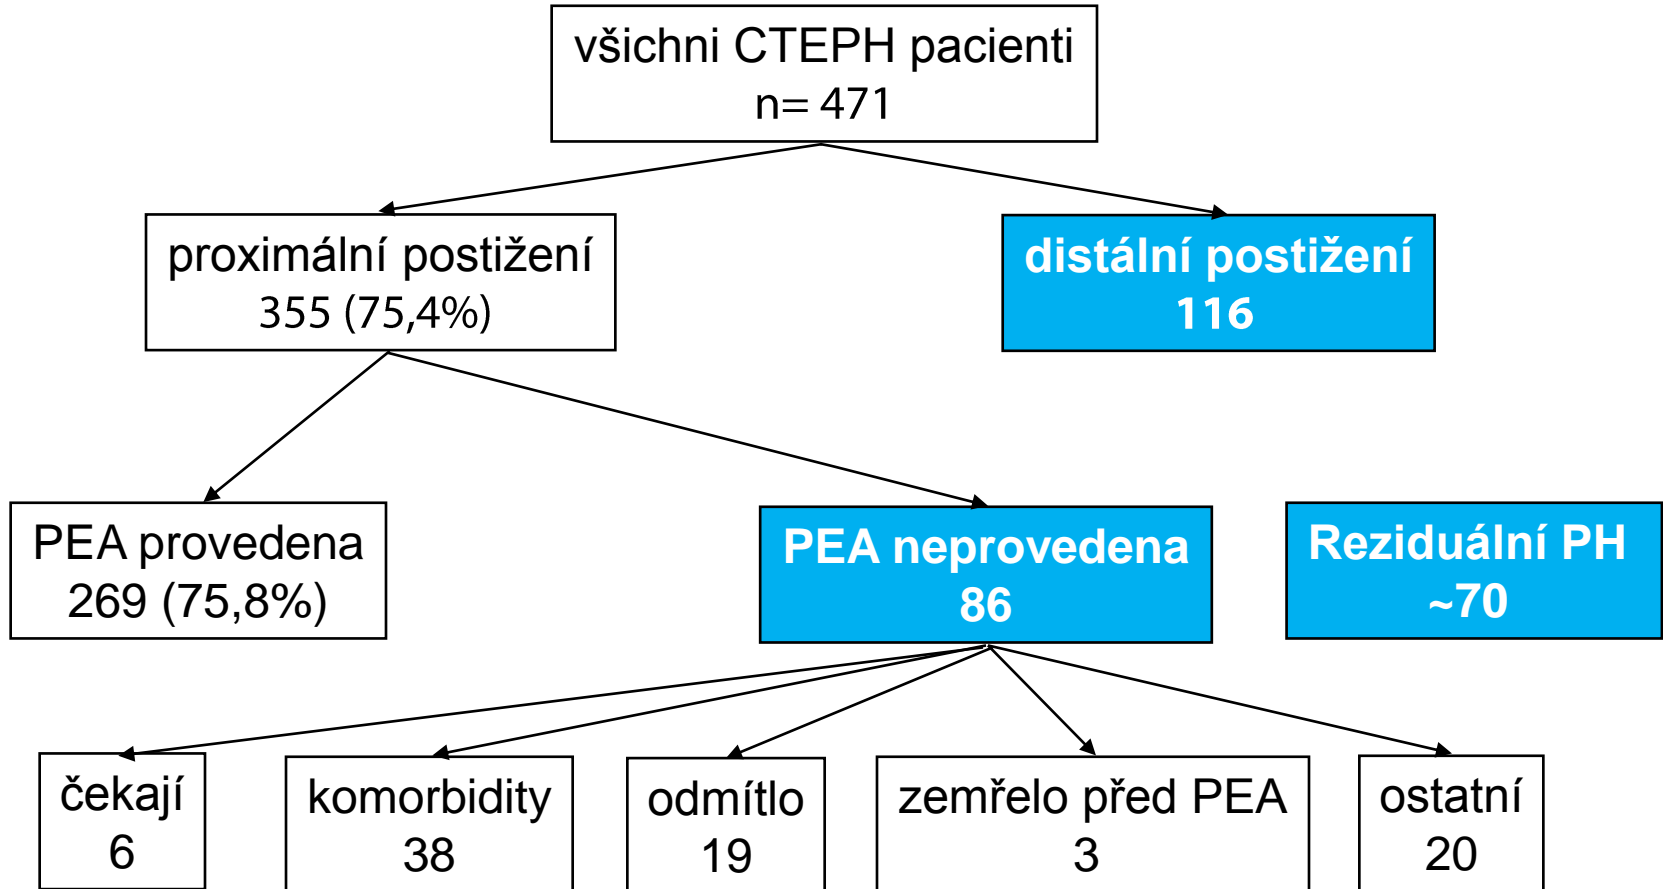 všichni CTEPH pacienti
n= 471
proximální postižení
355 (75,4%)
distální postižení
116
PEA provedena
269 (75,8%)
PEA neprovedena
86
Reziduální PH
~70
čekají
6
komorbidity
38
odmítlo
19
zemřelo před PEA
3
ostatní
20